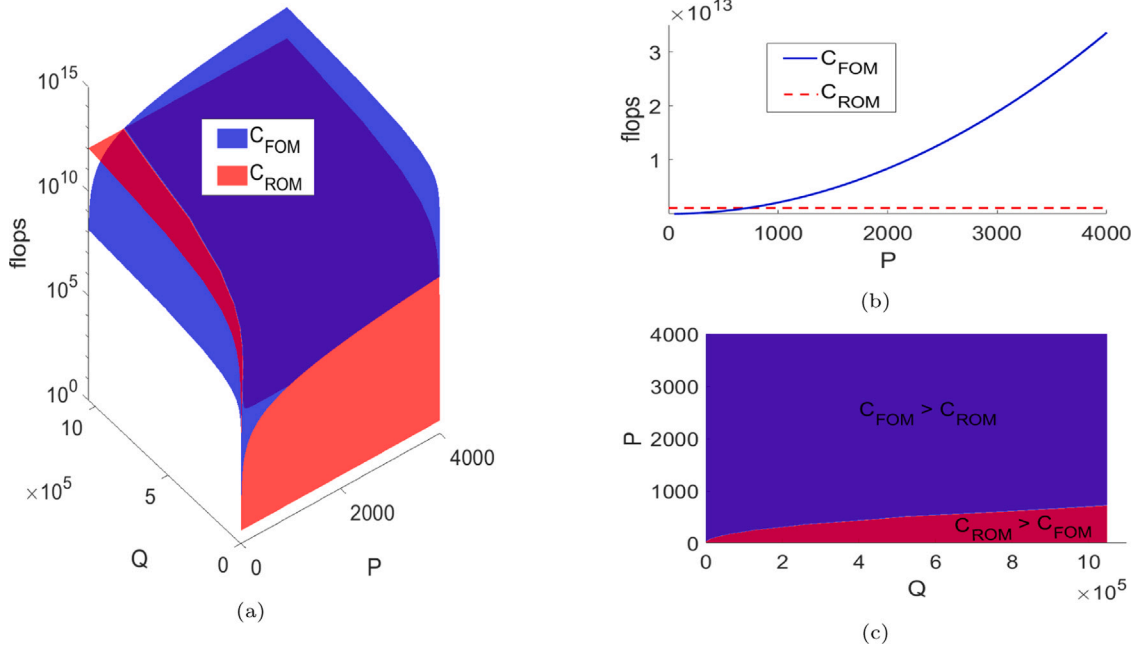 10^15
10^10
10^5
10^0
flops
C_FOM
C_ROM
10
5
0
×10^5
Q
0
2000
4000
P
(a)
×10^13
3
2
1
flops
C_FOM
C_ROM
0
1000
2000
3000
4000
P
(b)
4000
3000
2000
1000
0
P
C_FOM > C_ROM
C_ROM > C_FOM
0
2
4
6
8
10
×10^5
Q
(c)